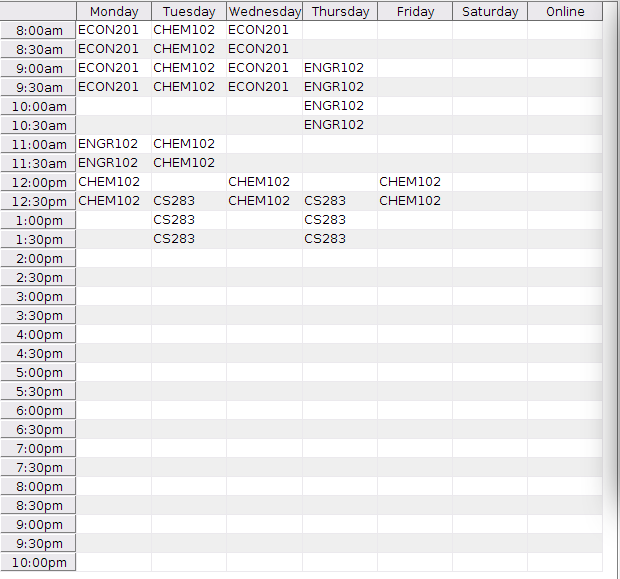 Monday Tuesday Wednesday Thursday Friday Saturday Online
8:00am ECON201 CHEM102 ECON201
8:30am ECON201 CHEM102 ECON201
9:00am ECON201 CHEM102 ECON201 ENGR102
9:30am ECON201 CHEM102 ECON201 ENGR102
10:00am ENGR102
10:30am ENGR102
11:00am ENGR102 CHEM102
11:30am ENGR102 CHEM102
12:00pm CHEM102 CHEM102 CHEM102
12:30pm CHEM102 CS283 CHEM102 CS283 CHEM102
1:00pm CS283 CS283
1:30pm CS283 CS283
2:00pm
2:30pm
3:00pm
3:30pm
4:00pm
4:30pm
5:00pm
5:30pm
6:00pm
6:30pm
7:00pm
7:30pm
8:00pm
8:30pm
9:00pm
9:30pm
10:00pm